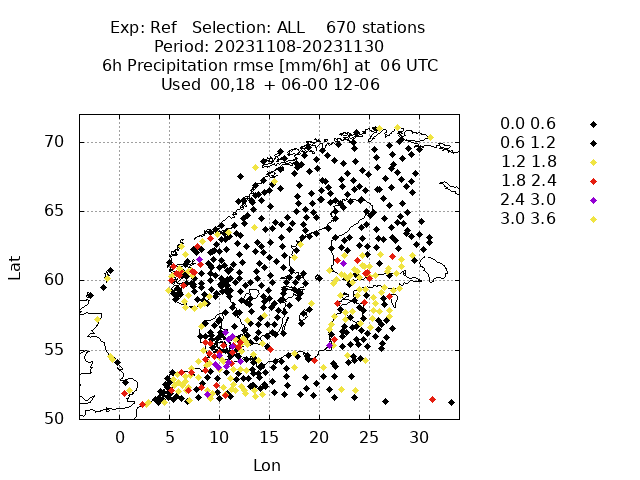 Exp: Ref   Selection: ALL    670 stations
Period: 20231108-20231130
6h Precipitation rmse [mm/6h] at  06 UTC
Used  00,18  + 06-00 12-06
0.0 0.6
0.6 1.2
1.2 1.8
1.8 2.4
2.4 3.0
3.0 3.6
70
65
60
55
50
Lat
0 5 10 15 20 25 30
Lon